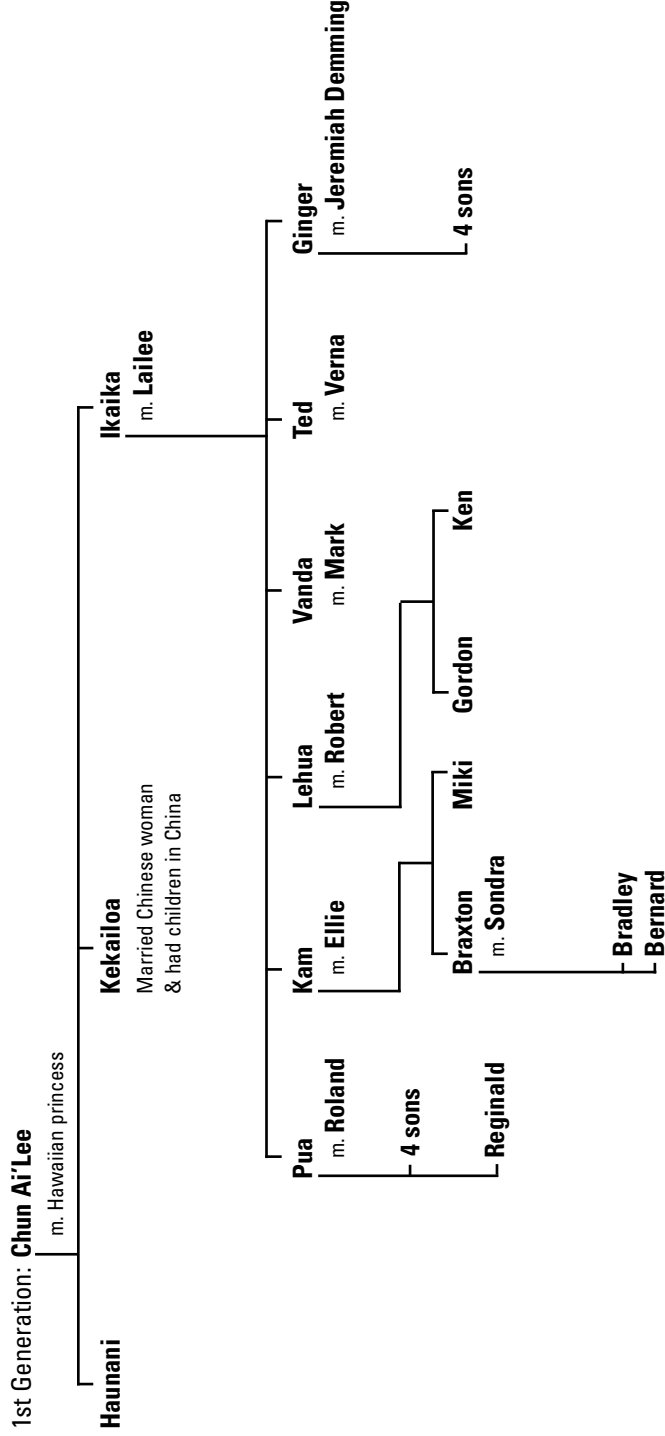 1st Generation: Chun Ai'Lee
m. Hawaiian princess
Haunani
Kekailoa
Married Chinese woman
& had children in China
Ikaika
m. Lailee
Pua
m. Roland
4 sons
Reginald
Kam
m. Ellie
Braxton
m. Sondra
Bradley
Bernard
Miki
Lehua
m. Robert
Gordon
Ken
Vanda
m. Mark
Ted
m. Verna
Ginger
m. Jeremiah Demming
4 sons